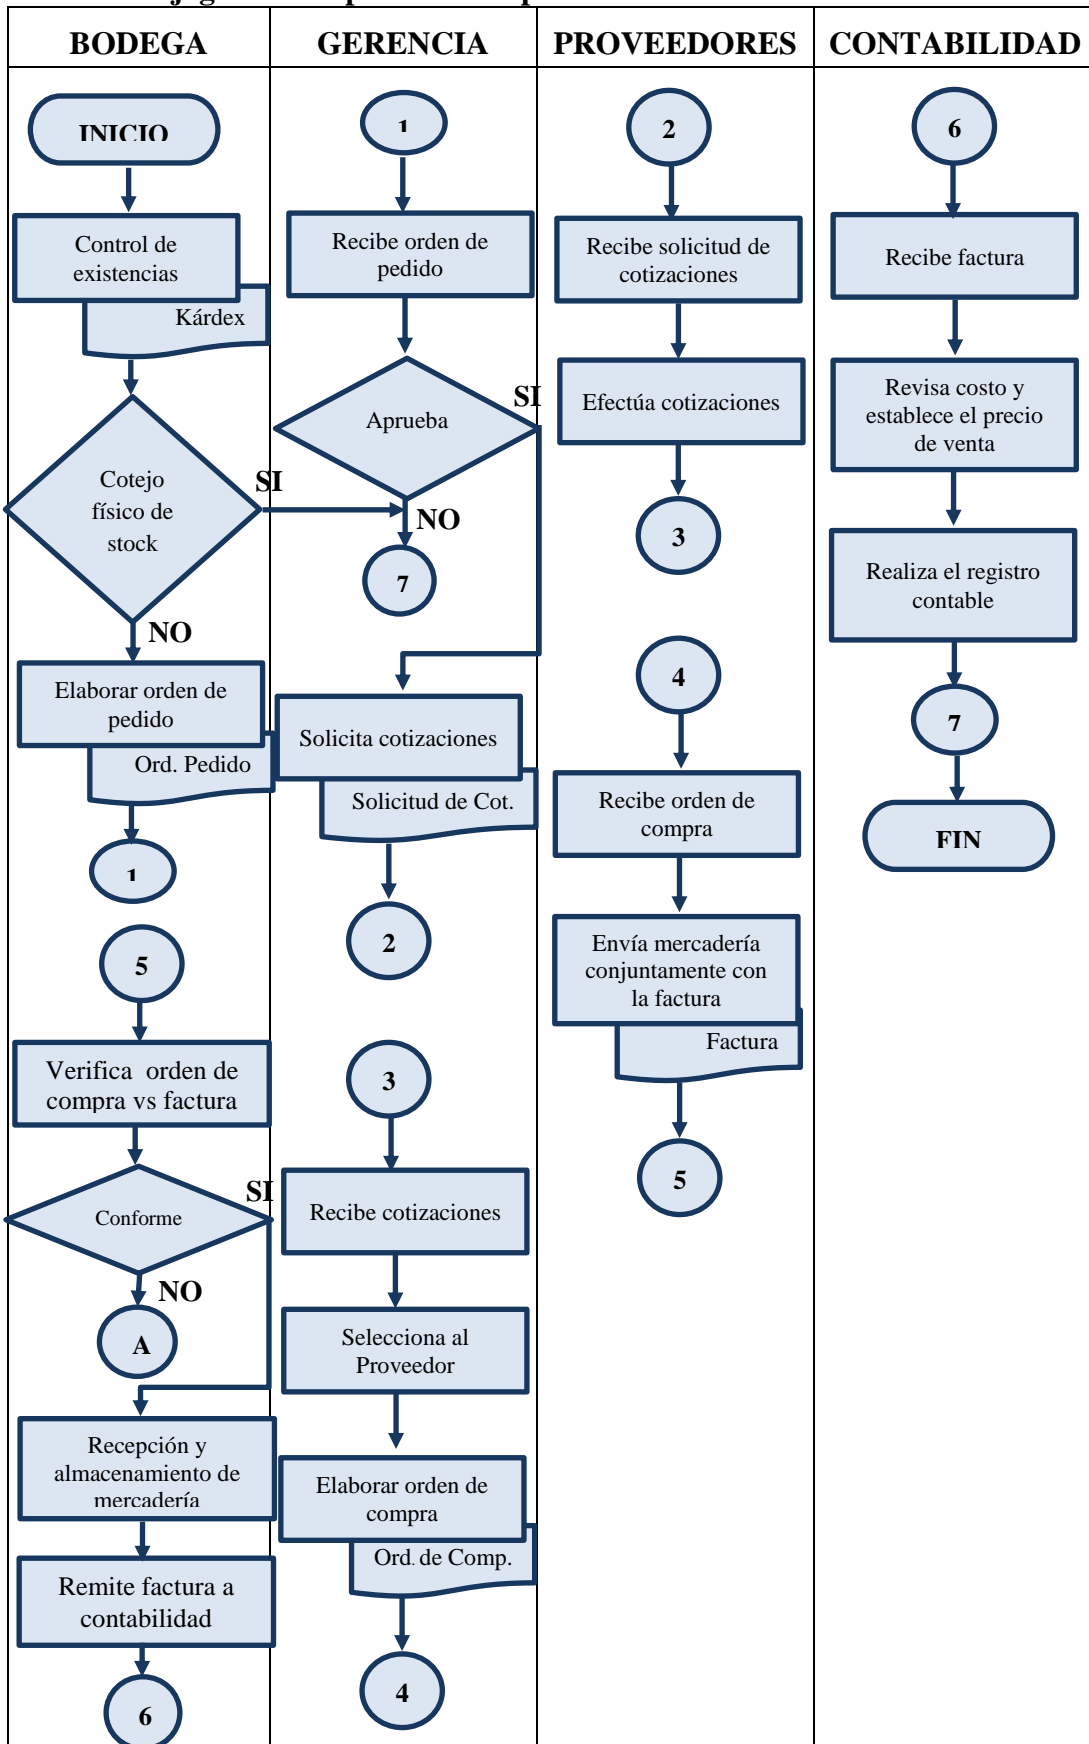 BODEGA
GERENCIA
PROVEEDORES
CONTABILIDAD
INICIO
Control de
existencias
Kárdex
Cotejo
físico de
stock
SI
NO
Elaborar orden de
pedido
Ord. Pedido
1
5
Verifica orden de
compra vs factura
Conforme
SI
NO
A
Recepción y
almacenamiento de
mercadería
Remite factura a
contabilidad
6
1
Recibe orden de
pedido
Aprueba
SI
NO
7
Solicita cotizaciones
Solicitud de Cot.
2
3
Recibe cotizaciones
Selecciona al
Proveedor
Elaborar orden de
compra
Ord. de Comp.
4
2
Recibe solicitud de
cotizaciones
Efectúa cotizaciones
3
4
Recibe orden de
compra
Envía mercadería
conjuntamente con
la factura
Factura
5
6
Recibe factura
Revisa costo y
establece el precio
de venta
Realiza el registro
contable
7
FIN